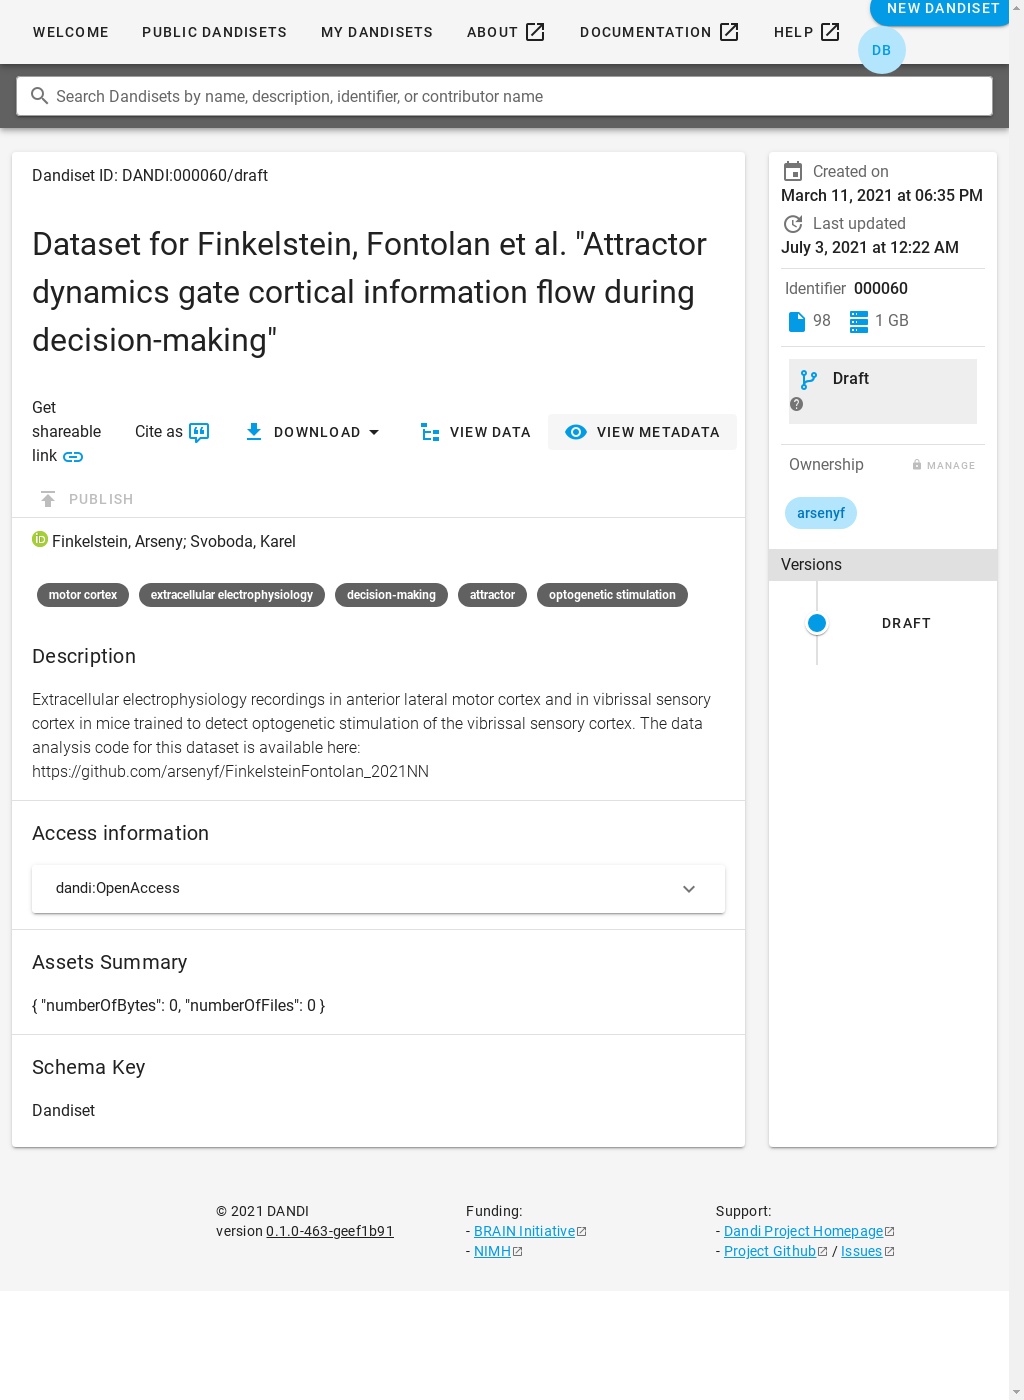 WELCOME PUBLIC DANDISETS MY DANDISETS ABOUT DOCUMENTATION HELP NEW DANDISET
DB
Search Dandisets by name, description, identifier, or contributor name
Dandiset ID: DANDI:000060/draft
Dataset for Finkelstein, Fontolan et al. "Attractor
dynamics gate cortical information flow during
decision-making"
Get
shareable
link
Cite as
DOWNLOAD
VIEW DATA
VIEW METADATA
PUBLISH
iD Finkelstein, Arseny; Svoboda, Karel
motor cortex extracellular electrophysiology decision-making attractor optogenetic stimulation
Description
Extracellular electrophysiology recordings in anterior lateral motor cortex and in vibrissal sensory
cortex in mice trained to detect optogenetic stimulation of the vibrissal sensory cortex. The data
analysis code for this dataset is available here:
https://github.com/arsenyf/FinkelsteinFontolan_2021NN
Access information
dandi:OpenAccess
Assets Summary
{ "numberOfBytes": 0, "numberOfFiles": 0 }
Schema Key
Dandiset
Created on
March 11, 2021 at 06:35 PM
Last updated
July 3, 2021 at 12:22 AM
Identifier 000060
98 1 GB
Draft
?
Ownership MANAGE
arsenyf
Versions
DRAFT
© 2021 DANDI
version 0.1.0-463-geef1b91
Funding:
- BRAIN Initiative
- NIMH
Support:
- Dandi Project Homepage
- Project Github / Issues